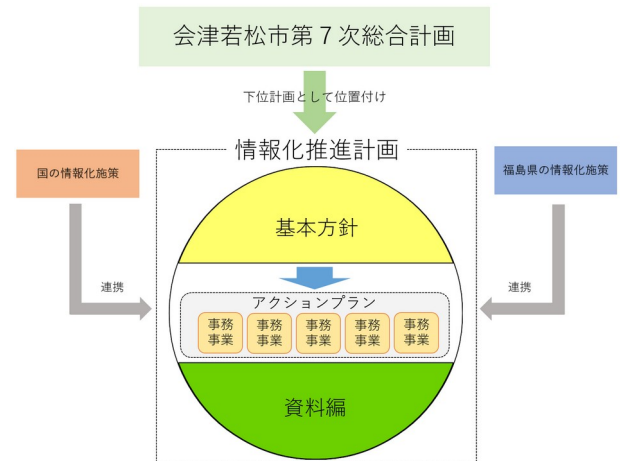 会津若松市第７次総合計画
下位計画として位置付け
情報化推進計画
国の情報化施策
福島県の情報化施策
基本方針
連携
連携
アクションプラン
事務 事務 事務 事務 事務
事業 事業 事業 事業 事業
資料編